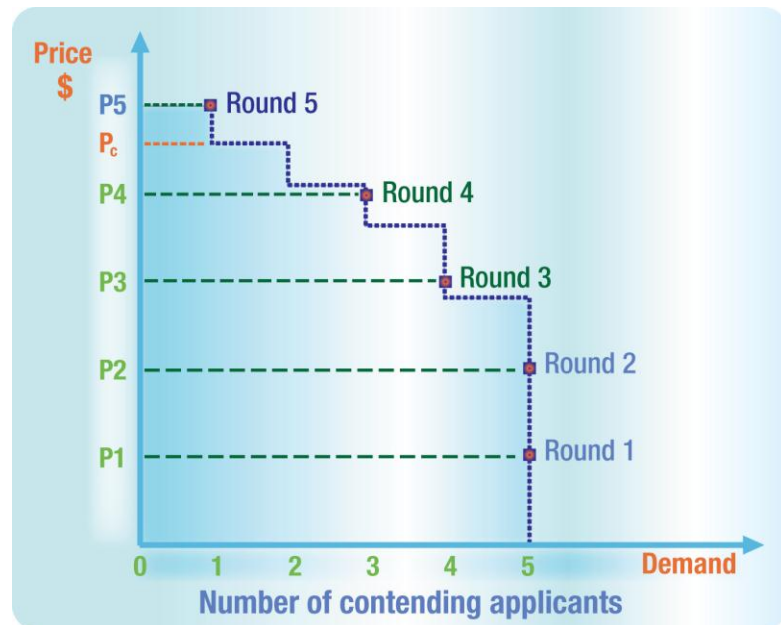 Price
$
P5
Round 5
Pc
P4
Round 4
P3
Round 3
P2
Round 2
P1
Round 1
0 1 2 3 4 5 Demand
Number of contending applicants